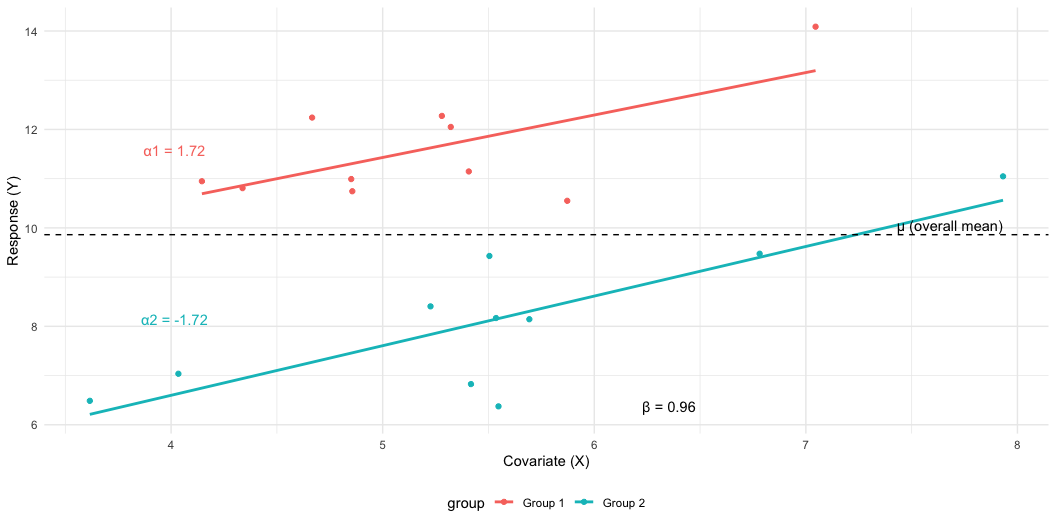 14
12
10
8
6
Response (Y)
α1 = 1.72
α2 = -1.72
μ (overall mean)
β = 0.96
4 5 6 7 8
Covariate (X)
group Group 1 Group 2